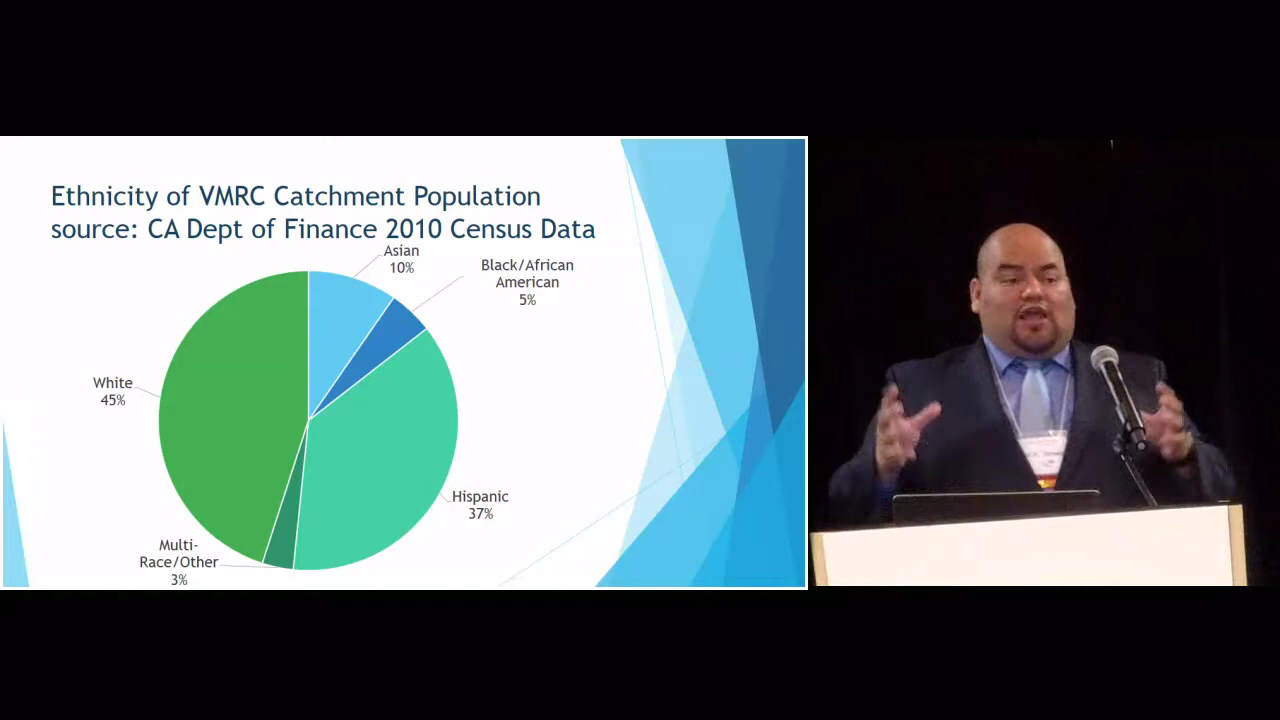 Ethnicity of VMRC Catchment Population
source: CA Dept of Finance 2010 Census Data
Asian
10%
Black/African
American
5%
White
45%
Hispanic
37%
Multi-
Race/Other
3%